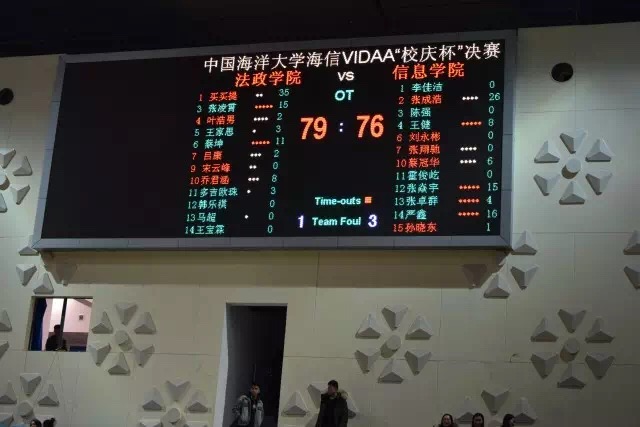 中国海洋大学海信VIDAA“校庆杯”决赛
法政学院 VS 信息学院
OT
79 : 76
1 买买提 35
3 张凌霄 15
4 叶浩男 2
5 王家恩 3
6 蔡坤 11
7 吕康 2
9 宋云峰 0
10 乔君涵 8
11 多吉欧珠 3
12 韩乐祺 0
13 马超 0
14 王宝霖 0
1 李佳洁 0
2 张成浩 26
3 陈强 0
4 王健 8
6 刘永彬 0
7 张翔驰 0
10 蔡冠华 6
11 霍俊屹 0
12 张焱宇 15
13 张卓群 4
14 严鑫 16
15 孙晓东 1
Time-outs
1 Team Foul 3